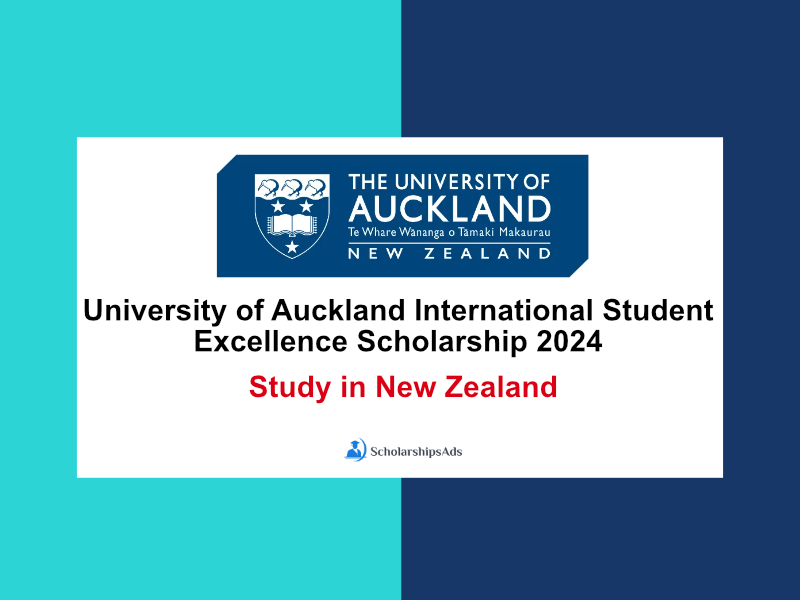 THE UNIVERSITY OF
AUCKLAND
Te Whare Wananga o Tamaki Makaurau
NEW ZEALAND
University of Auckland International Student
Excellence Scholarship 2024
Study in New Zealand
ScholarshipsAds